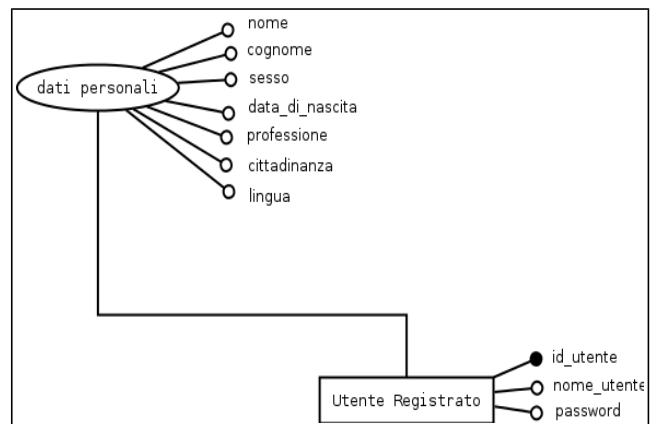 nome
cognome
dati personali
sesso
data_di_nascita
professione
cittadinanza
lingua
id_utente
nome_utente
Utente Registrato
password